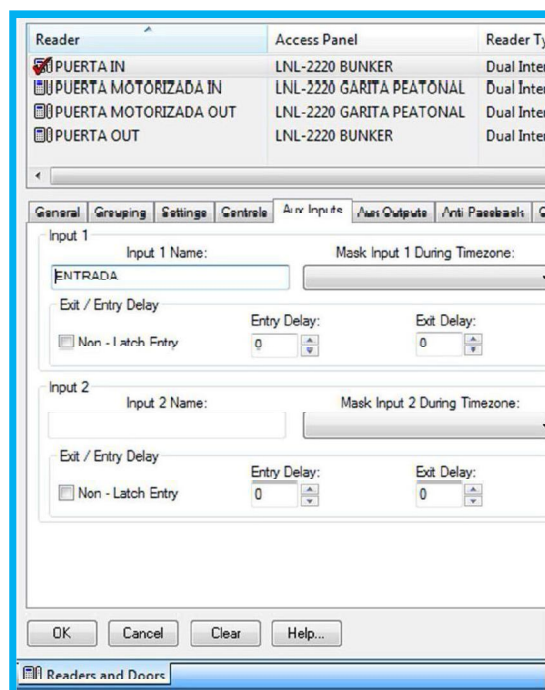 Reader Access Panel Reader Ty
PUERTA IN LNL-2220 BUNKER Dual Inter
PUERTA MOTORIZADA IN LNL-2220 GARITA PEATONAL Dual Inter
PUERTA MOTORIZADA OUT LNL-2220 GARITA PEATONAL Dual Inter
PUERTA OUT LNL-2220 BUNKER Dual Inter
General Grouping Settings Controls Aux Inputs Aux Outputs Anti Passback
Input 1
Input 1 Name: Mask Input 1 During Timezone:
ENTRADA
Exit / Entry Delay
Entry Delay: Exit Delay:
Non - Latch Entry 0 0
Input 2
Input 2 Name: Mask Input 2 During Timezone:
Exit / Entry Delay
Entry Delay: Exit Delay:
Non - Latch Entry 0 0
OK Cancel Clear Help...
Readers and Doors